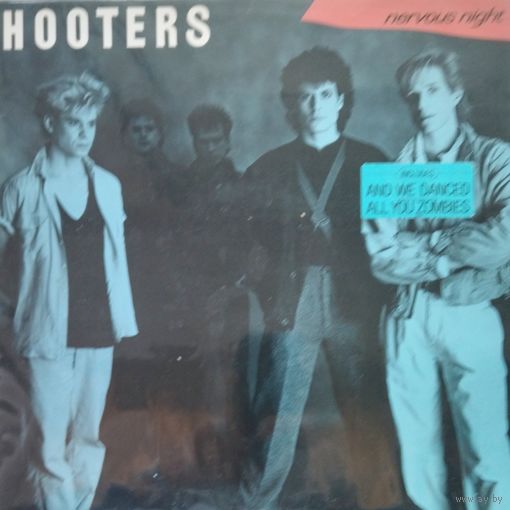 HOOTERS
nervous night
INCLUDES
AND WE DANCED
ALL YOU ZOMBIES
www.ay.by